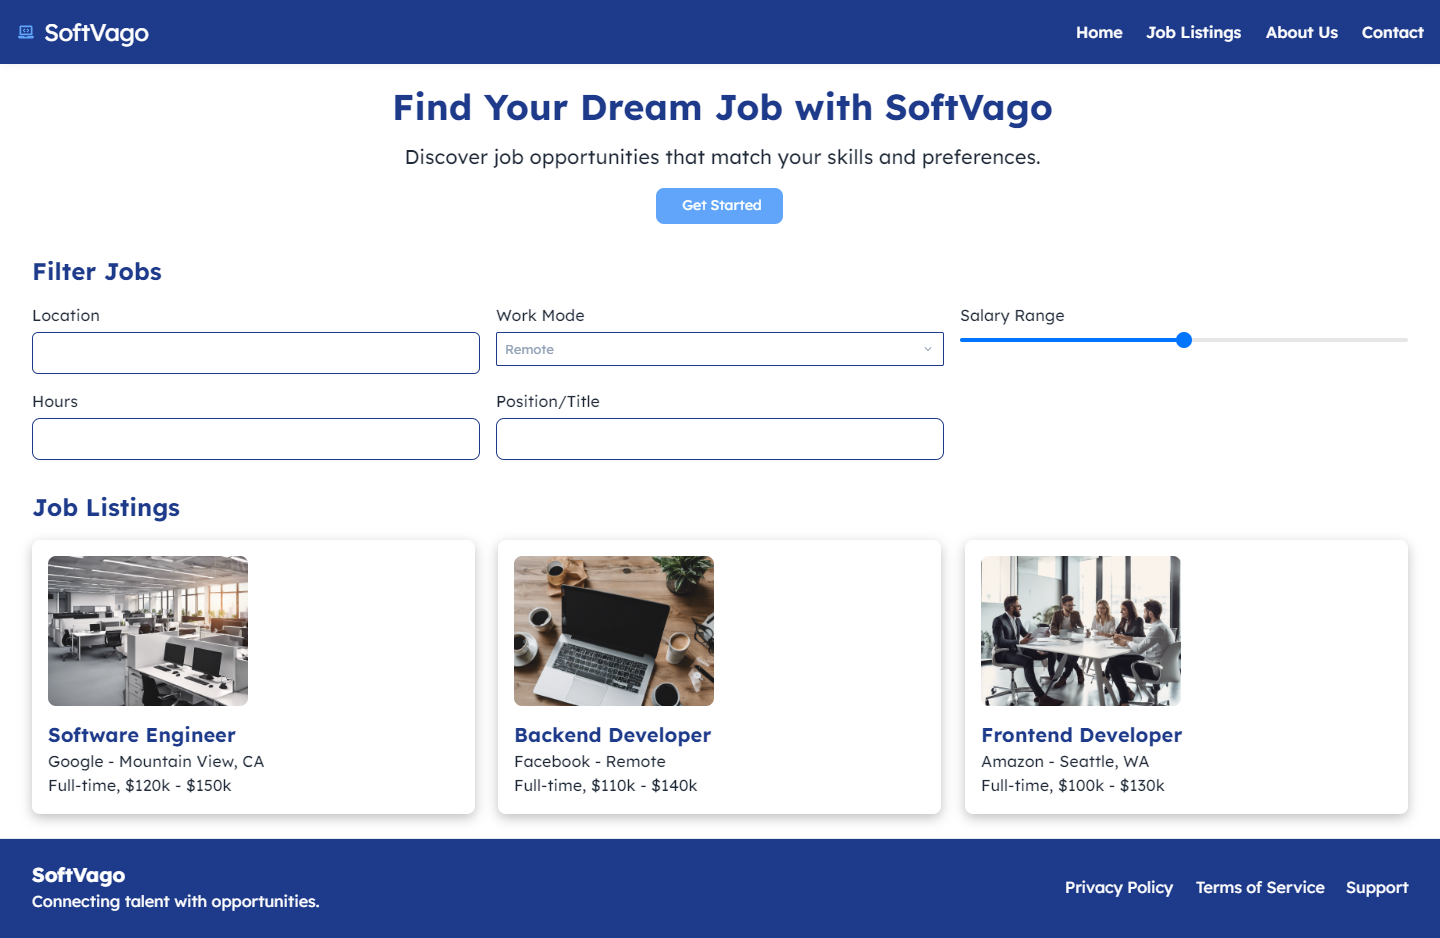 SoftVago
Home Job Listings About Us Contact
Find Your Dream Job with SoftVago
Discover job opportunities that match your skills and preferences.
Get Started
Filter Jobs
Location
Work Mode
Salary Range
Remote
Hours
Position/Title
Job Listings
Software Engineer
Google - Mountain View, CA
Full-time, $120k - $150k
Backend Developer
Facebook - Remote
Full-time, $110k - $140k
Frontend Developer
Amazon - Seattle, WA
Full-time, $100k - $130k
SoftVago
Connecting talent with opportunities.
Privacy Policy Terms of Service Support